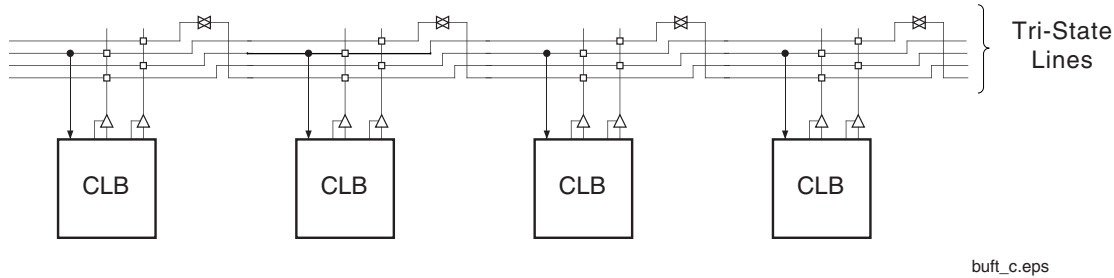 Tri-State
Lines
CLB
CLB
CLB
CLB
buft_c.eps